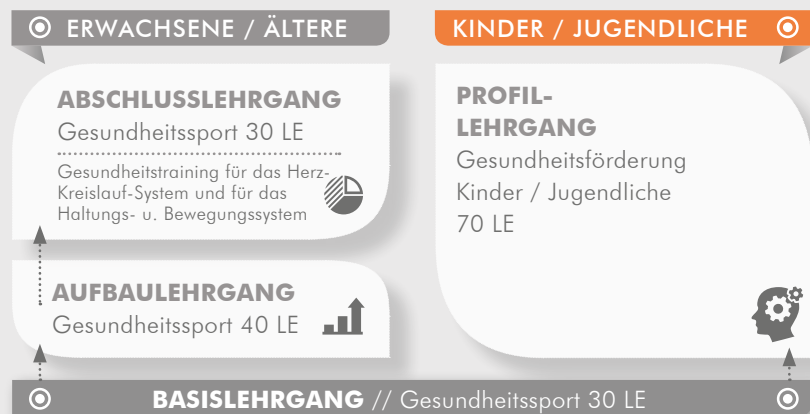 ERWACHSENE / ÄLTERE
ABSCHLUSSLEHRGANG
Gesundheitssport 30 LE
Gesundheitstraining für das Herz-
Kreislauf-System und für das
Haltungs- u. Bewegungssystem
AUFBAULEHRGANG
Gesundheitssport 40 LE
KINDER / JUGENDLICHE
PROFIL-
LEHRGANG
Gesundheitsförderung
Kinder / Jugendliche
70 LE
BASISLEHRGANG // Gesundheitssport 30 LE